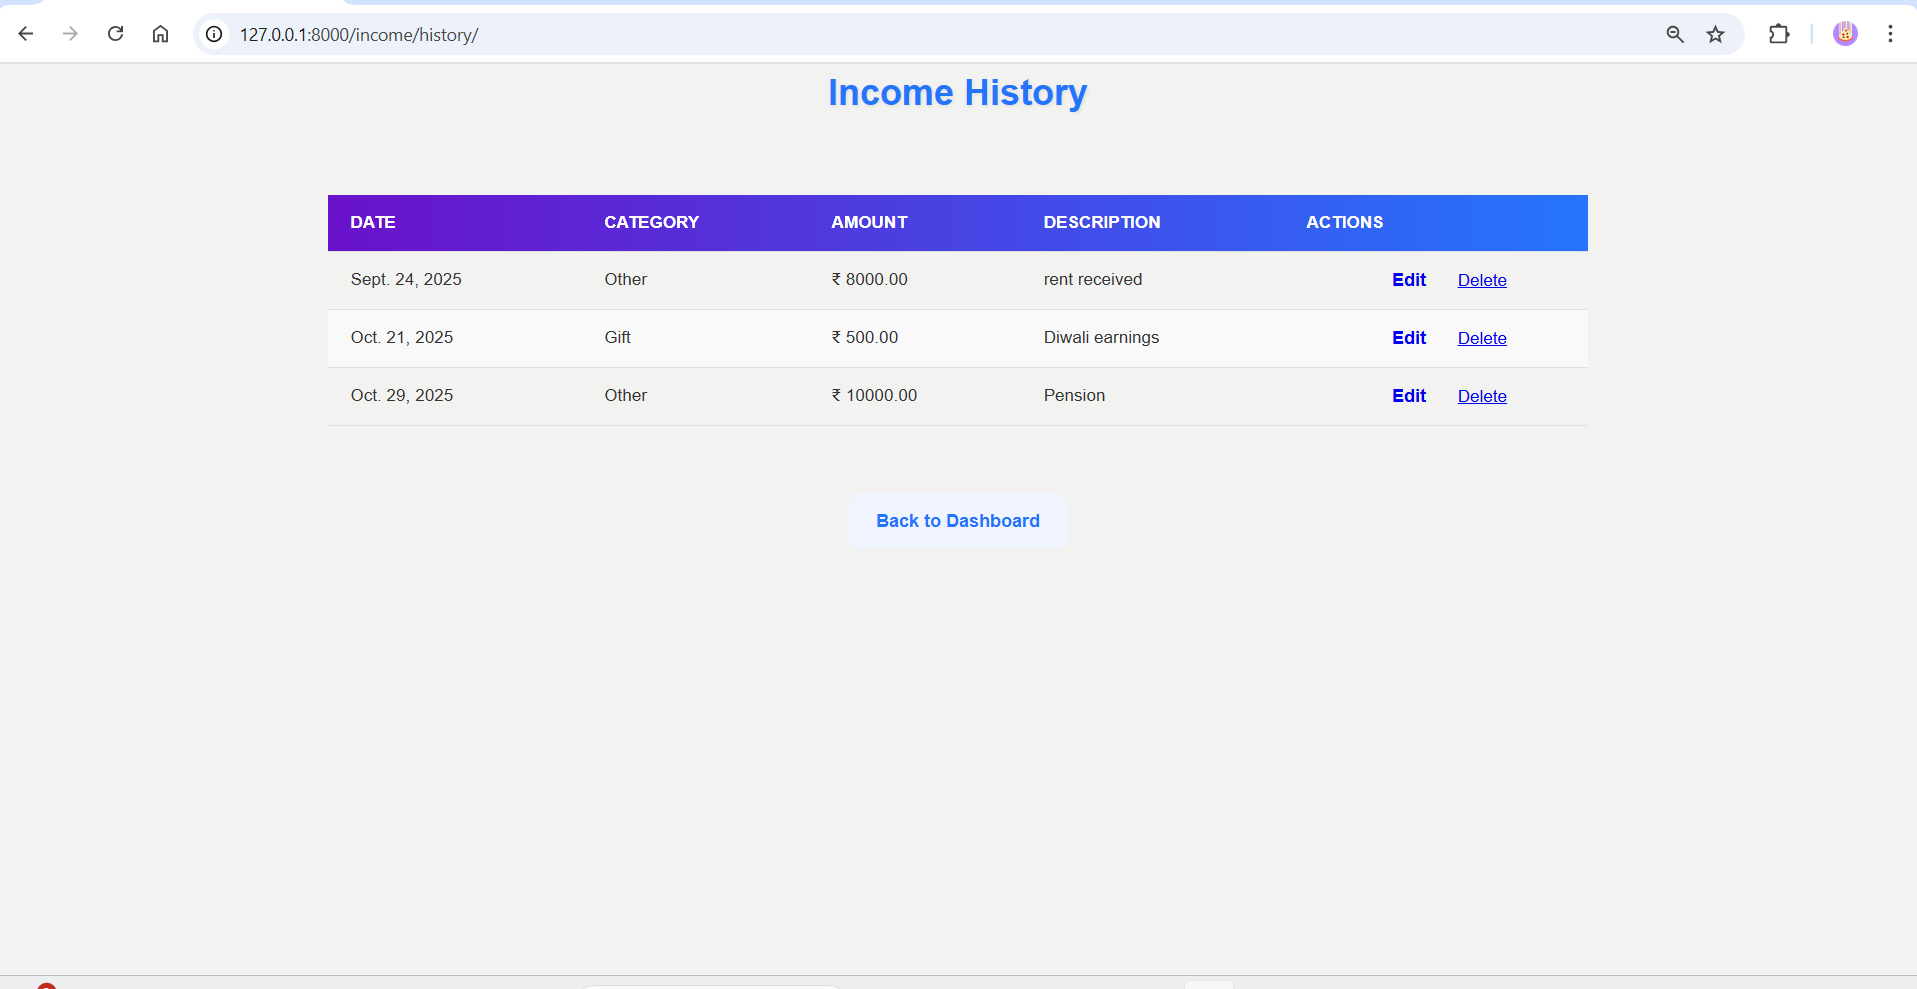 127.0.0.1:8000/income/history/
Income History
DATE CATEGORY AMOUNT DESCRIPTION ACTIONS
Sept. 24, 2025 Other ₹ 8000.00 rent received Edit Delete
Oct. 21, 2025 Gift ₹ 500.00 Diwali earnings Edit Delete
Oct. 29, 2025 Other ₹ 10000.00 Pension Edit Delete
Back to Dashboard